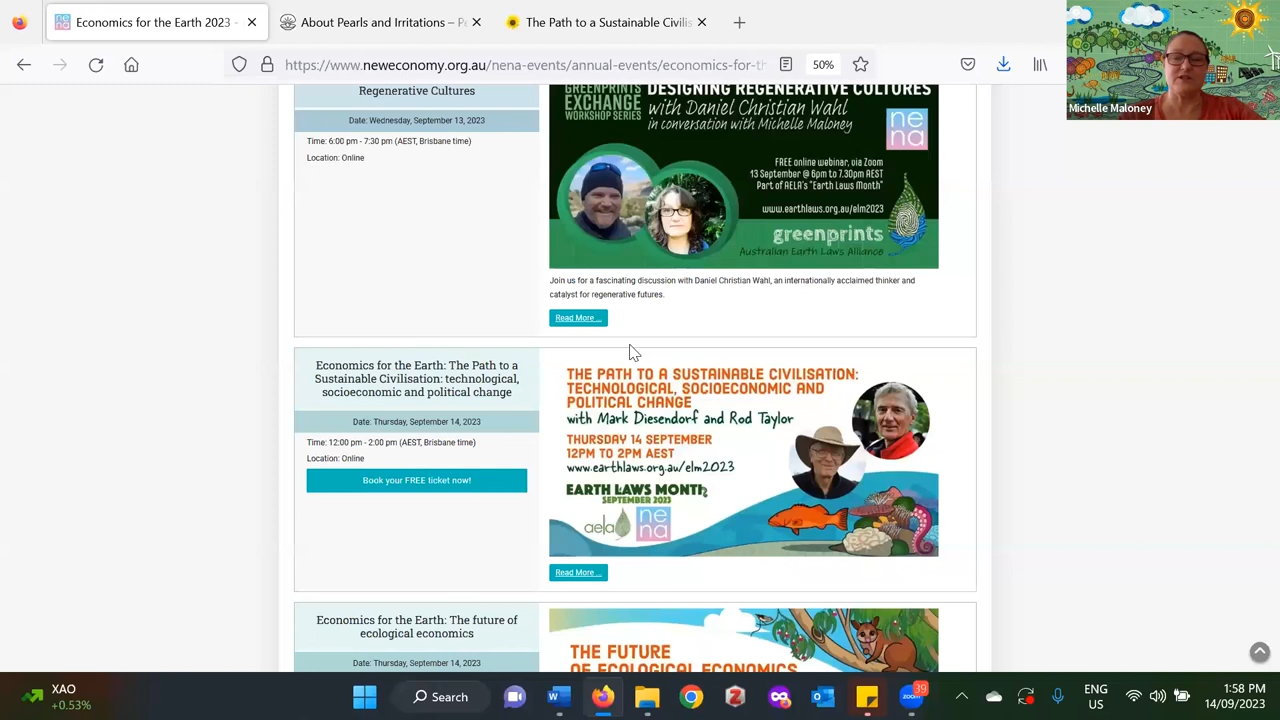 Economics for the Earth 2023 -
About Pearls and Irritations – P
The Path to a Sustainable Civilis
https://www.neweconomy.org.au/nena-events/annual-events/economics-for-th
50%
Michelle Maloney
Regenerative Cultures
Date: Wednesday, September 13, 2023
Time: 6:00 pm - 7:30 pm (AEST, Brisbane time)
Location: Online
GREENPRINTS
EXCHANGE
WORKSHOP SERIES
DESIGNING REGENERATIVE CULTURES
with Daniel Christian Wahl
in conversation with Michelle Maloney
ne
na
FREE online webinar, via Zoom
13 September @ 6pm to 7.30pm AEST
Part of AELA's "Earth Laws Month"
www.earthlaws.org.au/elm2023
greenprints
Australian Earth Laws Alliance
Join us for a fascinating discussion with Daniel Christian Wahl, an internationally acclaimed thinker and
catalyst for regenerative futures.
Read More ...
Economics for the Earth: The Path to a
Sustainable Civilisation: technological,
socioeconomic and political change
Date: Thursday, September 14, 2023
Time: 12:00 pm - 2:00 pm (AEST, Brisbane time)
Location: Online
Book your FREE ticket now!
THE PATH TO A SUSTAINABLE CIVILISATION:
TECHNOLOGICAL, SOCIOECONOMIC AND
POLITICAL CHANGE
with Mark Diesendorf and Rod Taylor
THURSDAY 14 SEPTEMBER
12PM TO 2PM AEST
www.earthlaws.org.au/elm2023
EARTH LAWS MONTH
SEPTEMBER 2023
aela
ne
na
Read More ...
Economics for the Earth: The future of
ecological economics
Date: Thursday, September 14, 2023
THE FUTURE
OF ECOLOGICAL ECONOMICS
XAO
+0.53%
Search
39
ENG
US
1:58 PM
14/09/2023